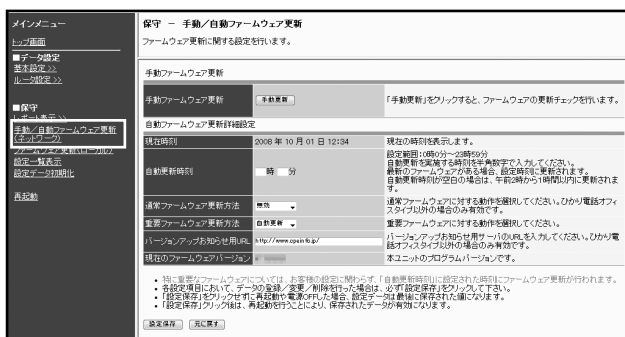 メインメニュー
トップ画面
■データ設定
基本設定 >>
ルータ設定 >>
■保守
レポート表示 >>
手動/自動ファームウェア更新
(ネットワーク)
ファームウェア更新(ローカル)
設定一覧表示
設定データ初期化
再起動
保守 - 手動/自動ファームウェア更新
ファームウェア更新に関する設定を行います。
手動ファームウェア更新
手動ファームウェア更新
手動更新
「手動更新」をクリックすると、ファームウェアの更新チェックを行います。
自動ファームウェア更新詳細設定
現在時刻
2008 年 10 月 01 日 12:34
現在の時刻を表示します。
自動更新時刻
時 分
設定範囲:0時0分~23時59分
自動更新を実施する時刻を半角数字で入力してください。
最新のファームウェアがある場合、設定時刻に更新されます。
自動更新時刻が空白の場合は、午前2時から1時間以内に更新されま
す。
通常ファームウェア更新方法
無効
通常ファームウェアに対する動作を選択してください。ひかり電話オフィ
スタイプ以外の場合のみ有効です。
重要ファームウェア更新方法
自動更新
重要ファームウェアに対する動作を選択してください。
バージョンアップお知らせ用URL
バージョンアップお知らせ用サーバのURLを入力してください。ひかり電
話オフィスタイプ以外の場合のみ有効です。
現在のファームウェアバージョン
本ユニットのプログラムバージョンです。
• 特に重要なファームウェアについては、お客様の設定に関わらず、「自動更新時刻」に設定された時刻にファームウェア更新が行われます。
• 各設定項目において、データの登録/変更/削除を行った場合は、必ず「設定保存」をクリックして下さい。
• 「設定保存」をクリックせずに再起動や電源OFFした場合、設定データは最後に保存された値になります。
• 「設定保存」クリック後は、再起動を行うことにより、保存されたデータが有効になります。
設定保存 元に戻す